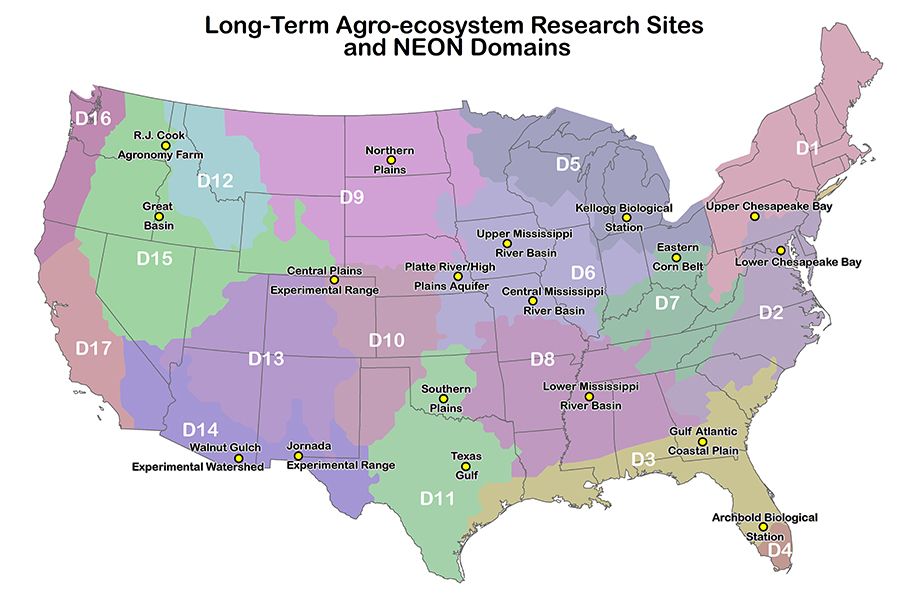 Long-Term Agro-ecosystem Research Sites
and NEON Domains
D16
R.J. Cook
Agronomy Farm
D12
Great
Basin
D15
D9
Northern
Plains
D5
D1
Kellogg Biological
Station
Upper Chesapeake Bay
Upper Mississippi
River Basin
Eastern
Corn Belt
Lower Chesapeake Bay
Central Plains
Experimental Range
Platte River/High
Plains Aquifer
D6
Central Mississippi
River Basin
D7
D2
D17
D13
D10
D8
Southern
Plains
Lower Mississippi
River Basin
D14
Walnut Gulch
Experimental Watershed
Jornada
Experimental Range
Texas
Gulf
D11
Gulf Atlantic
Coastal Plain
D3
Archbold Biological
Station
D4